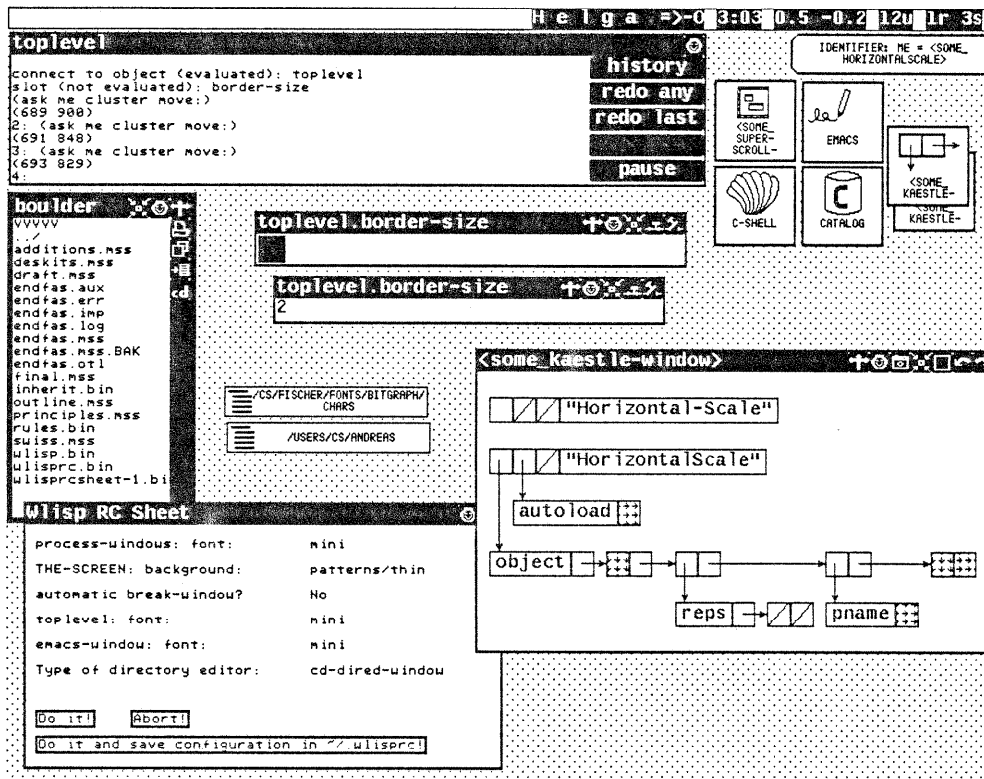 Helga =>-O 3:03 0.5 -0.2 12u 1r 3s
toplevel
connect to object (evaluated): toplevel
slot (not evaluated): border-size
(ask me cluster move:)
(689 900)
2: (ask me cluster move:)
(691 848)
3: (ask me cluster move:)
(693 829)
4:
history
redo any
redo last
pause
IDENTIFIER: ME = <SOME_
HORIZONTALSCALE>
<SOME_
SUPER-
SCROLL-
EMACS
<SOME_
KAESTLE-
<SOME_
KAESTLE-
C-SHELL
C
CATALOG
boulder
VVVVV
../
additions.mss
deskits.mss
draft.mss
endfas.aux
endfas.err
endfas.imp
endfas.log
endfas.mss
endfas.mss.BAK
endfas.otl
final.mss
inherit.bin
outline.mss
principles.mss
rules.bin
swiss.mss
wlisp.bin
wlisprc.bin
wlisprcsheet-1.bi
cd
toplevel.border-size
toplevel.border-size
2
/CS/FISCHER/FONTS/BITGRAPH/
CHARS
/USERS/CS/ANDREAS
<some_kaestle-window>
"Horizontal-Scale"
"HorizontalScale"
autoload
object
reps
pname
Wlisp RC Sheet
process-windows: font: mini
THE-SCREEN: background: patterns/thin
automatic break-window? No
toplevel: font: mini
emacs-window: font: mini
Type of directory editor: cd-dired-window
Do it!
Abort!
Do it and save configuration in ~/.wlisprc!